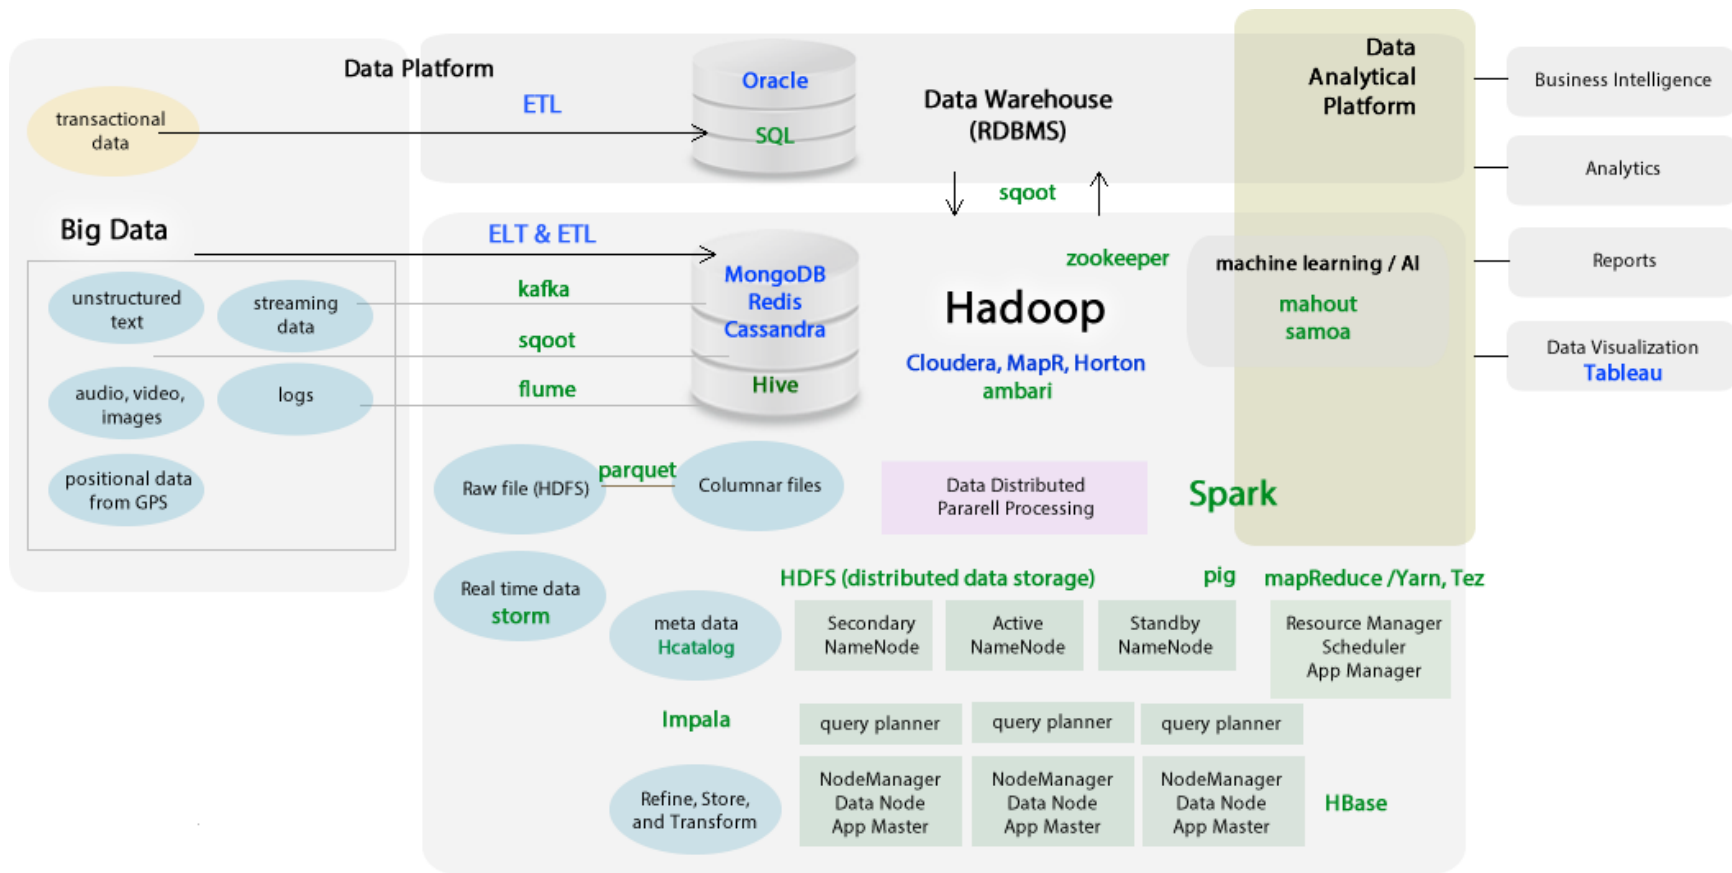 Data Platform
ETL
transactional
data
Oracle
SQL
Data Warehouse
(RDBMS)
Data
Analytical
Platform
Business Intelligence
Analytics
Reports
Data Visualization
Tableau
sqoot
Big Data
ELT & ETL
unstructured
text
streaming
data
audio, video,
images
logs
positional data
from GPS
kafka
sqoot
flume
MongoDB
Redis
Cassandra
Hive
zookeeper
Hadoop
Cloudera, MapR, Horton
ambari
machine learning / AI
mahout
samoa
Raw file (HDFS)
parquet
Columnar files
Data Distributed
Pararell Processing
Spark
Real time data
storm
HDFS (distributed data storage)
pig
mapReduce /Yarn, Tez
meta data
Hcatalog
Secondary
NameNode
Active
NameNode
Standby
NameNode
Resource Manager
Scheduler
App Manager
Impala
query planner
query planner
query planner
Refine, Store,
and Transform
NodeManager
Data Node
App Master
NodeManager
Data Node
App Master
NodeManager
Data Node
App Master
HBase